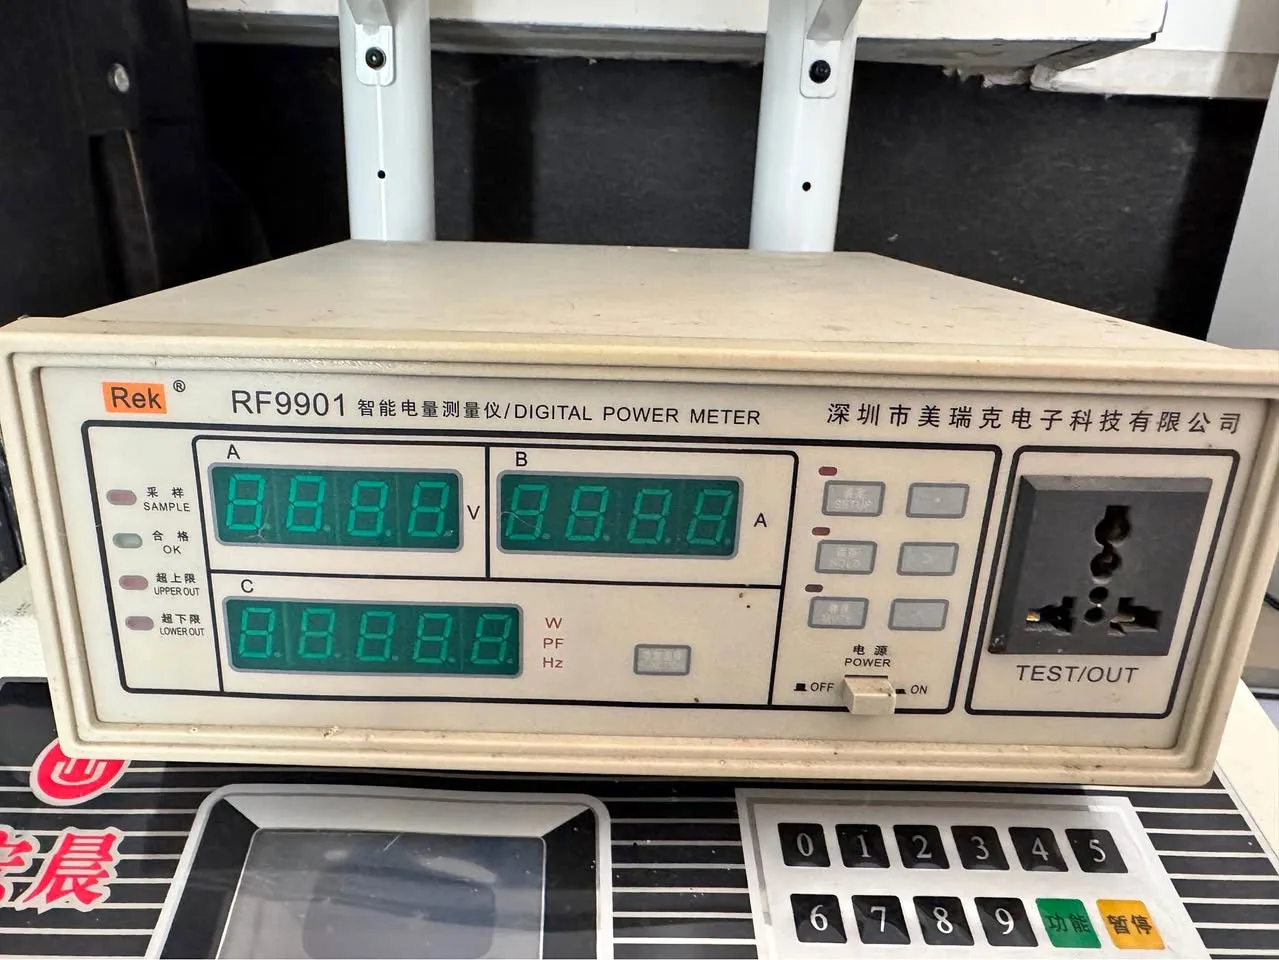 Rek ®
RF9901 智能电量测量仪/DIGITAL POWER METER
深圳市美瑞克电子科技有限公司
采样
SAMPLE
合格
OK
超上限
UPPER OUT
超下限
LOWER OUT
A
V
B
A
C
W
PF
Hz
SETUP
HOLD
电源
POWER
OFF
ON
TEST/OUT
晨
0 1 2 3 4 5
6 7 8 9 功能 暂停